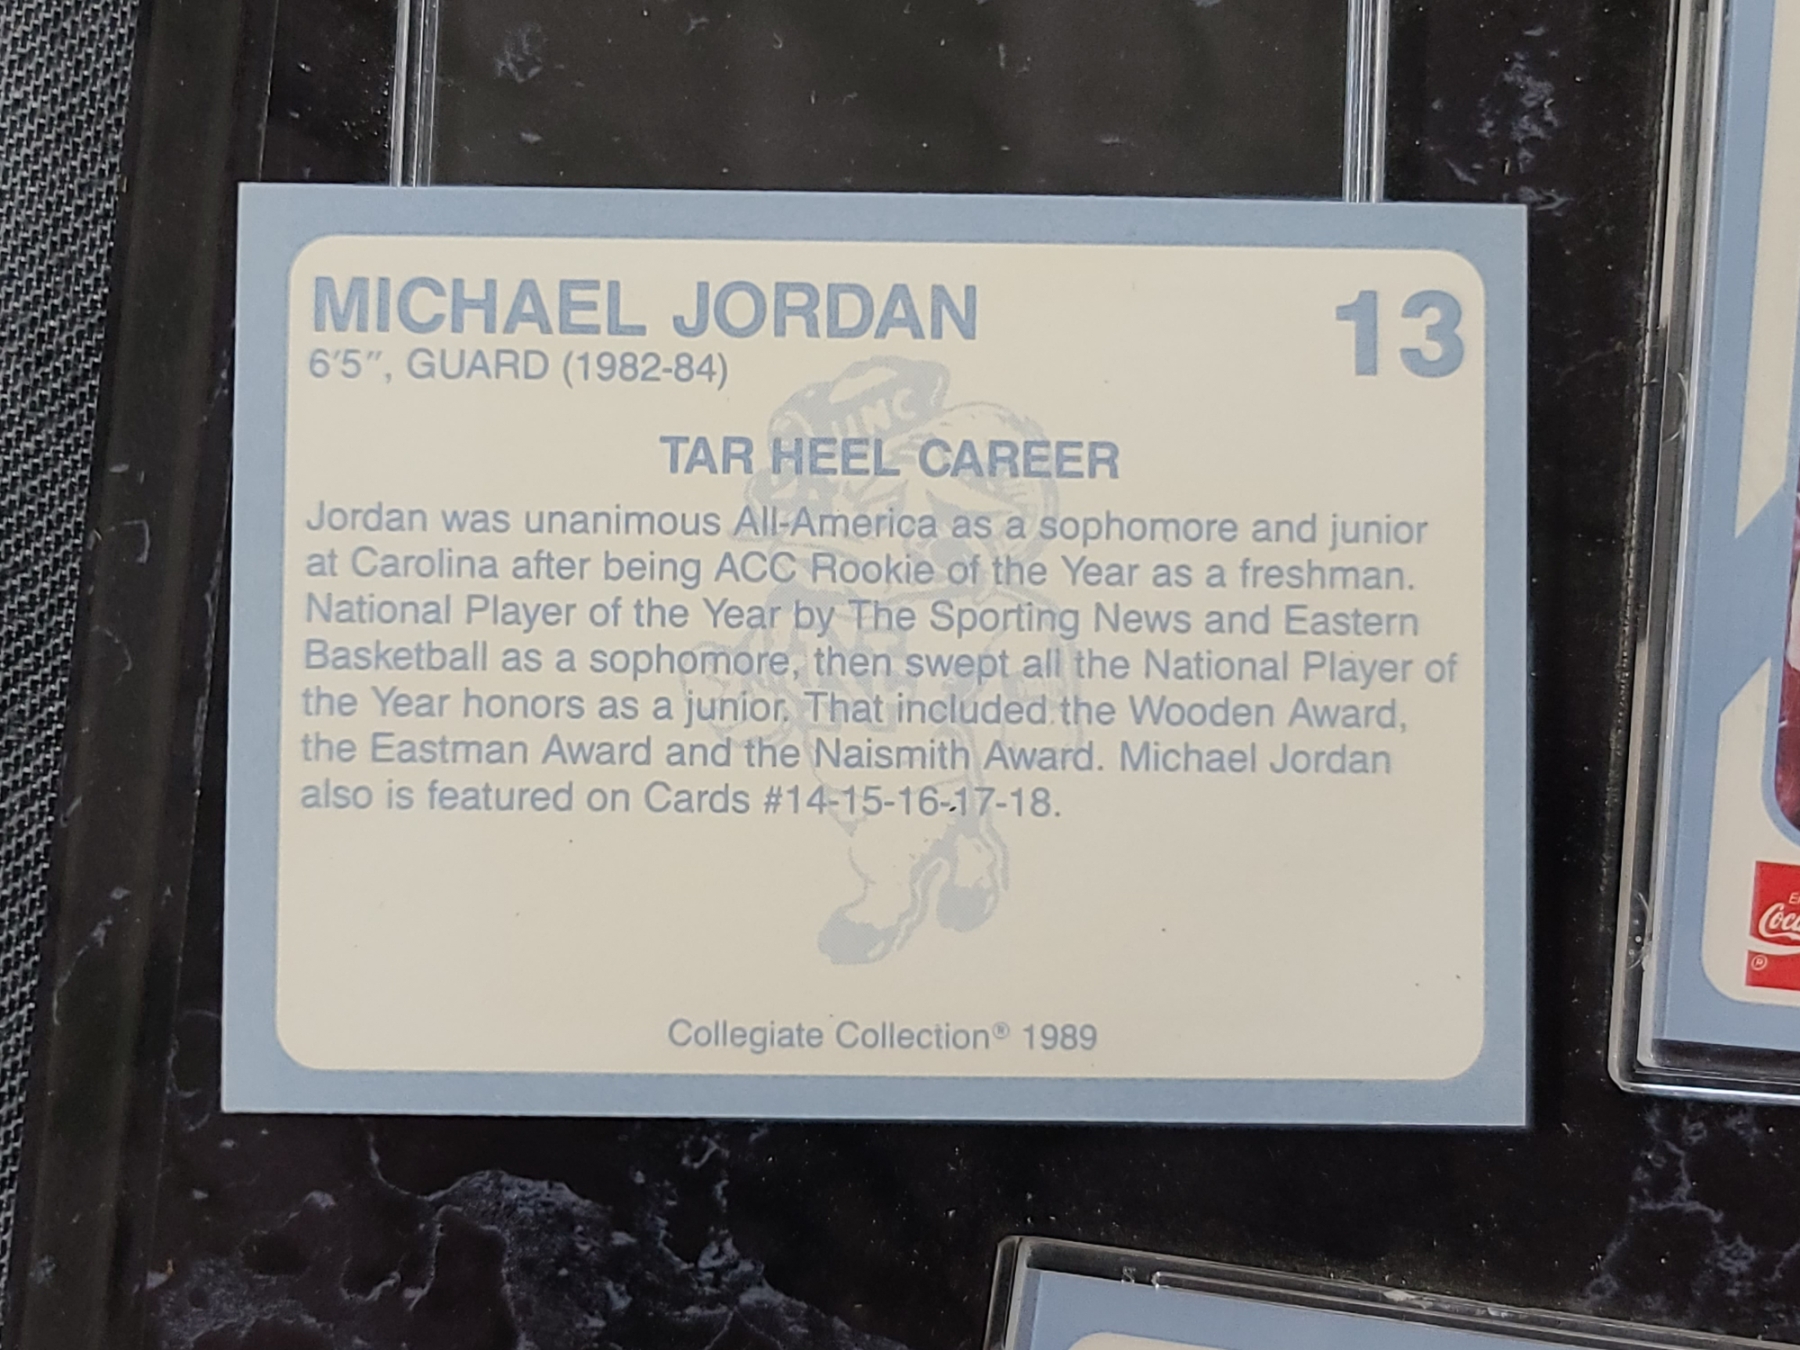 MICHAEL JORDAN
13
6'5", GUARD (1982-84)
UNC
TAR HEEL CAREER
Jordan was unanimous All-America as a sophomore and junior
at Carolina after being ACC Rookie of the Year as a freshman.
National Player of the Year by The Sporting News and Eastern
Basketball as a sophomore, then swept all the National Player of
the Year honors as a junior. That included the Wooden Award,
the Eastman Award and the Naismith Award. Michael Jordan
also is featured on Cards #14-15-16-17-18.
Collegiate Collection® 1989
®